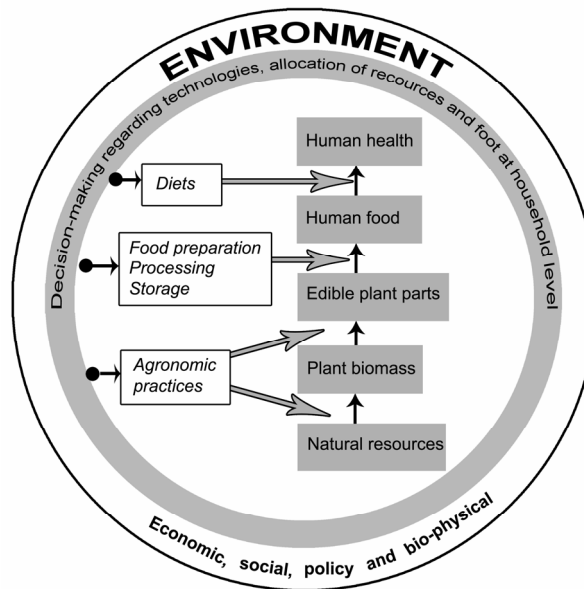 ENVIRONMENT
Decision-making regarding technologies, allocation of recources and foot at household level
Human health
Diets
Human food
Food preparation
Processing
Storage
Edible plant parts
Agronomic
practices
Plant biomass
Natural resources
Economic, social, policy and bio-physical